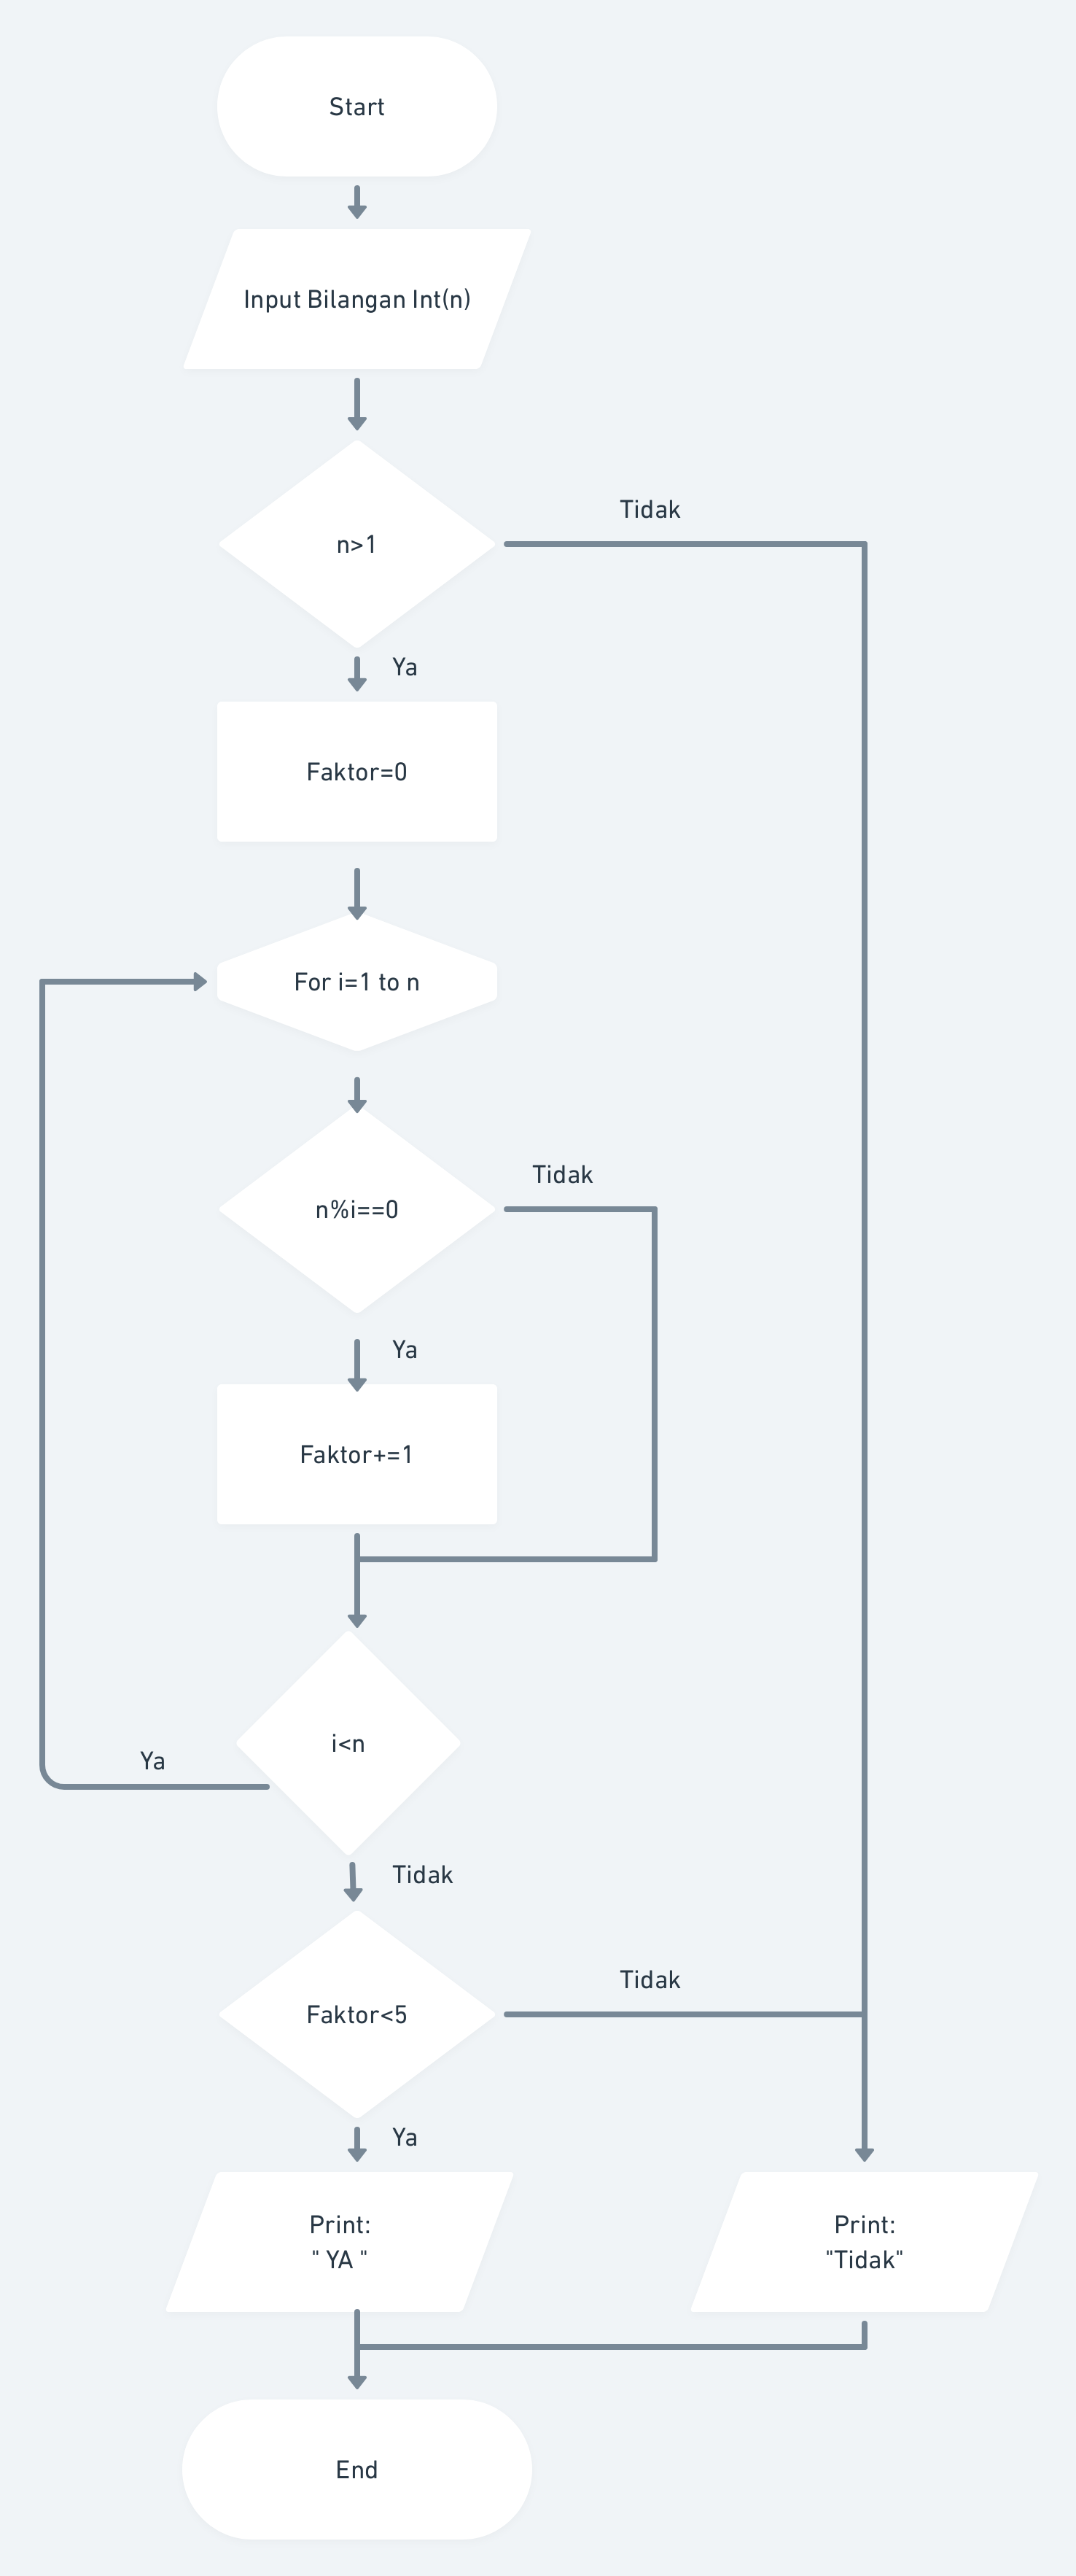 Start
Input Bilangan Int(n)
n>1
Tidak
Ya
Faktor=0
For i=1 to n
n%i==0
Tidak
Ya
Faktor+=1
i<n
Ya
Tidak
Faktor<5
Tidak
Ya
Print:
" YA "
Print:
"Tidak"
End